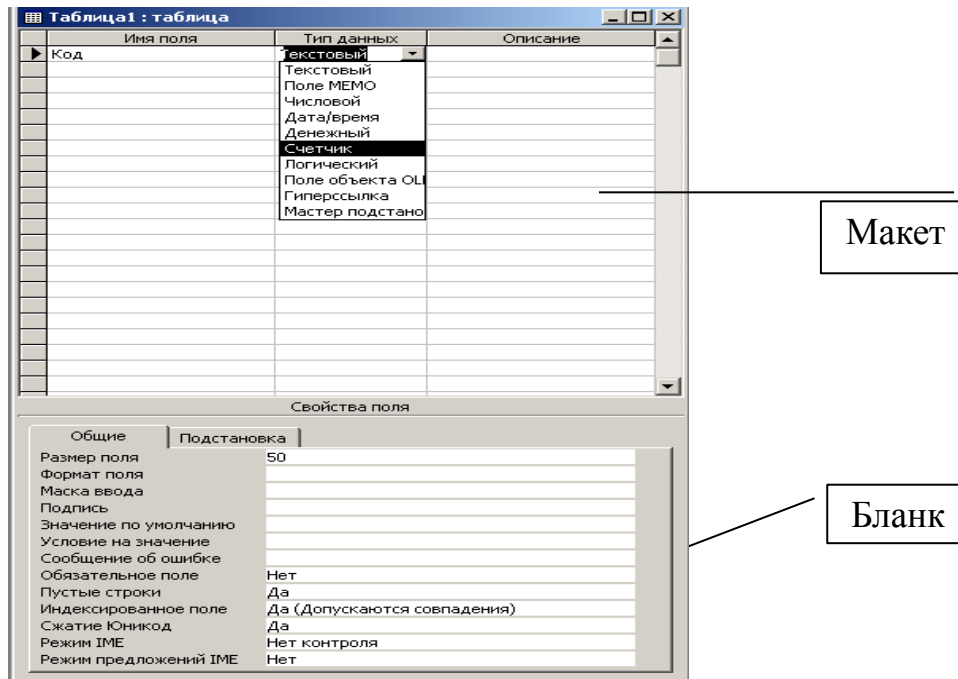 Таблица1 : таблица
Имя поля Тип данных Описание
Код Текстовый
Текстовый
Поле МЕМО
Числовой
Дата/время
Денежный
Счетчик
Логический
Поле объекта OLI
Гиперссылка
Мастер подстано
Макет
Свойства поля
Общие Подстановка
Размер поля 50
Формат поля
Маска ввода
Подпись
Значение по умолчанию
Условие на значение
Сообщение об ошибке
Обязательное поле Нет
Пустые строки Да
Индексированное поле Да (Допускаются совпадения)
Сжатие Юникод Да
Режим IME Нет контроля
Режим предложений IME Нет
Бланк